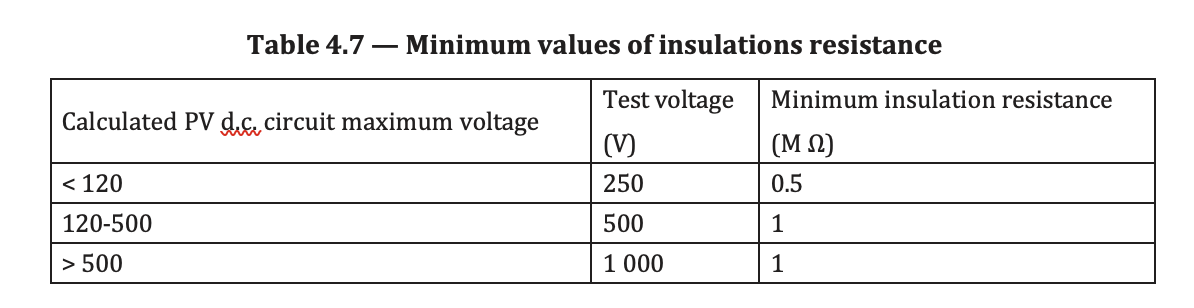 Table 4.7 — Minimum values of insulations resistance
Calculated PV d.c. circuit maximum voltage
Test voltage
(V)
Minimum insulation resistance
(M Ω)
< 120
250
0.5
120-500
500
1
> 500
1 000
1